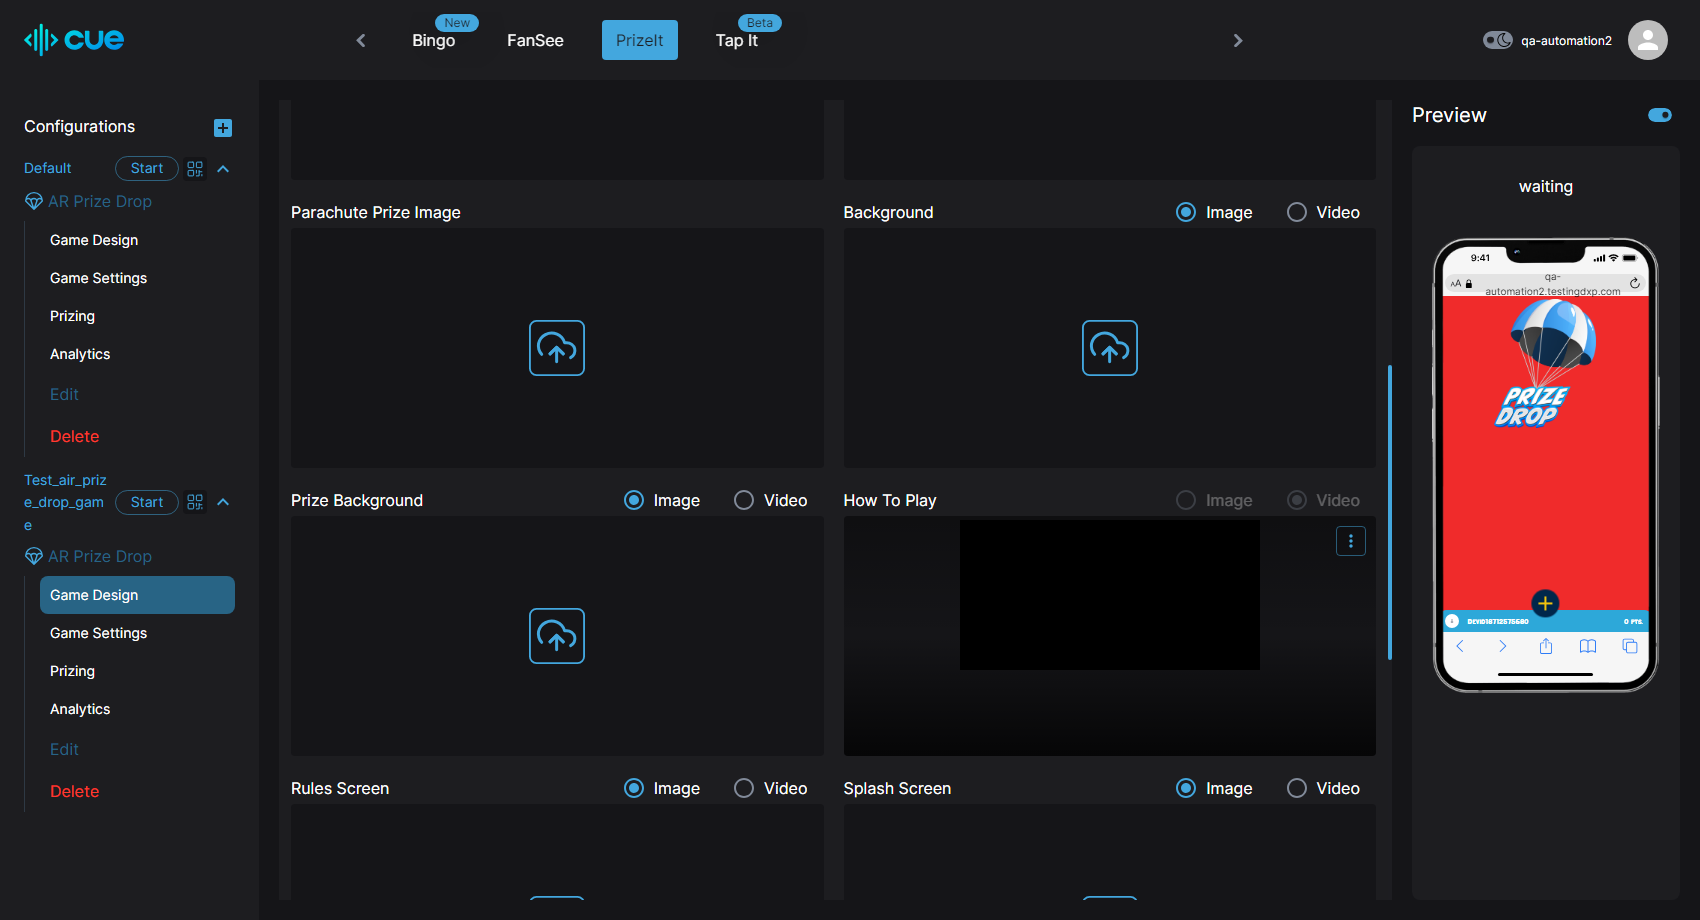 cue
New
Bingo
FanSee
PrizeIt
Beta
Tap It
qa-automation2
Configurations
Default
Start
AR Prize Drop
Game Design
Game Settings
Prizing
Analytics
Edit
Delete
Test_air_priz
e_drop_gam
e
Start
AR Prize Drop
Game Design
Game Settings
Prizing
Analytics
Edit
Delete
Parachute Prize Image
Background
Image
Video
Prize Background
Image
Video
How To Play
Image
Video
Rules Screen
Image
Video
Splash Screen
Image
Video
Preview
waiting
9:41
AA
qa-
automation2.testingdxp.com
PRIZE
DROP
0 PTS.